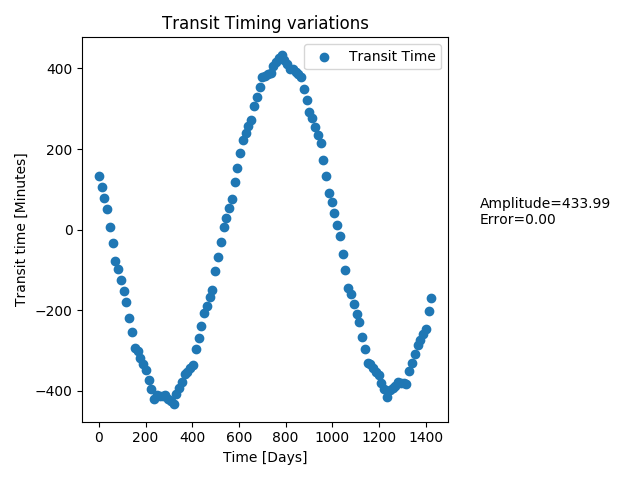 Transit Timing variations
Transit Time
Transit time [Minutes]
400
200
0
−200
−400
0
200
400
600
800
1000
1200
1400
Time [Days]
Amplitude=433.99
Error=0.00